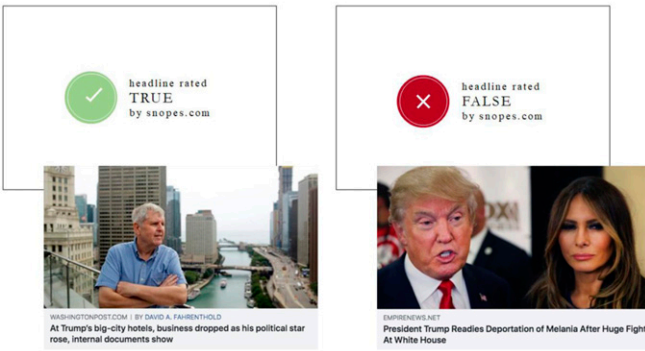 headline rated
TRUE
by snopes.com
WASHINGTONPOST.COM | BY DAVID A. FAHRENTHOLD
At Trump's big-city hotels, business dropped as his political star
rose, internal documents show
headline rated
FALSE
by snopes.com
EMPIRENEWS.NET
President Trump Readies Deportation of Melania After Huge Fight
At White House